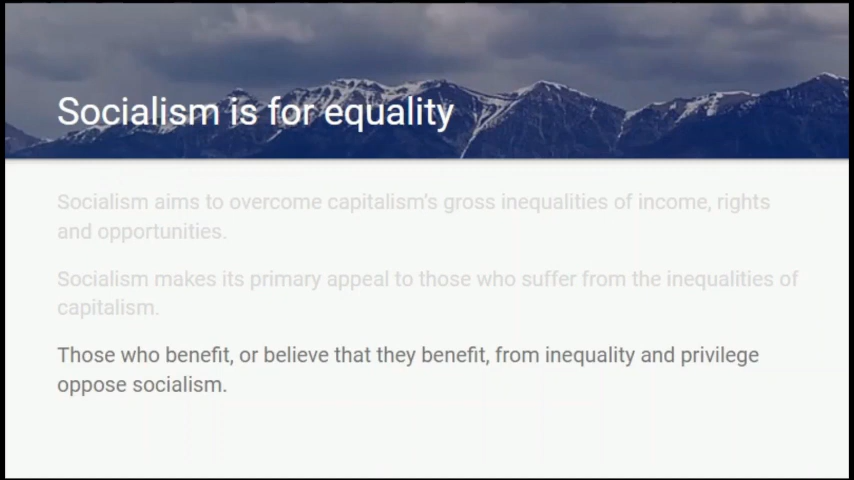 Socialism is for equality
Socialism aims to overcome capitalism's gross inequalities of income, rights
and opportunities.
Socialism makes its primary appeal to those who suffer from the inequalities of
capitalism.
Those who benefit, or believe that they benefit, from inequality and privilege
oppose socialism.